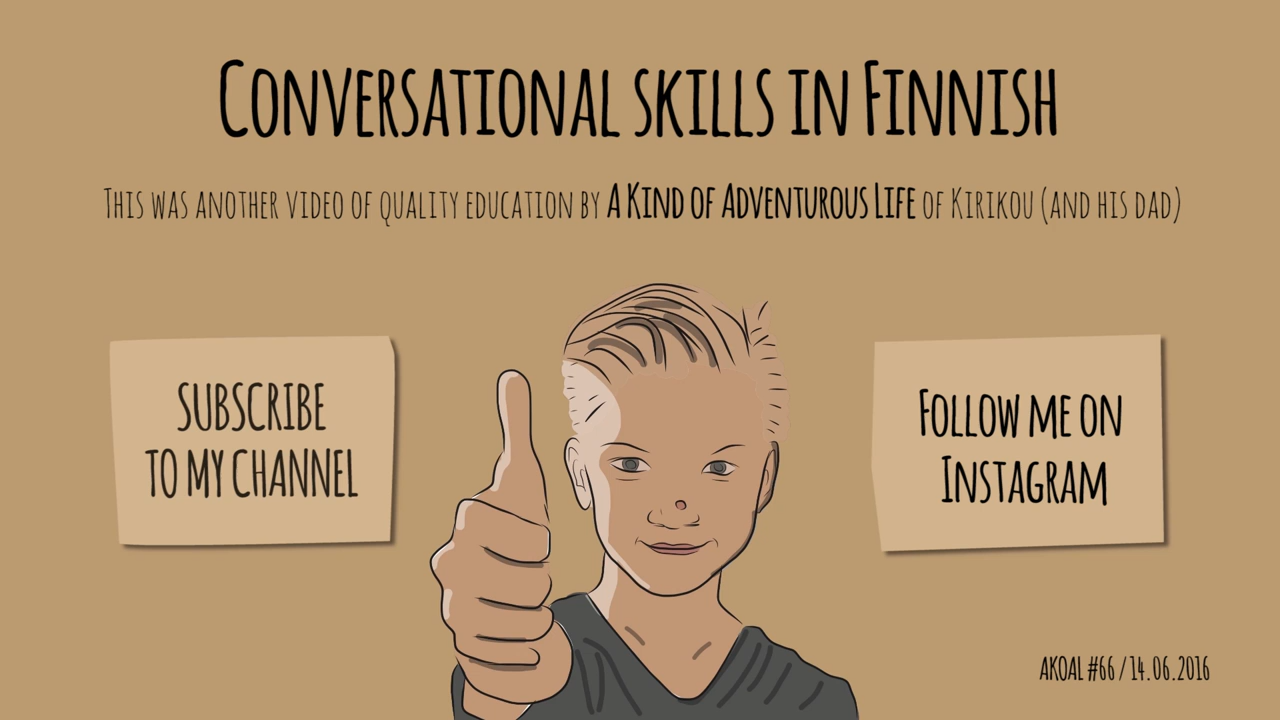 Conversational skills in Finnish
This was another video of quality education by A Kind of Adventurous Life of Kirikou (and his dad)
SUBSCRIBE
TO MY CHANNEL
Follow me on
Instagram
AKOAL #66 / 14.06.2016